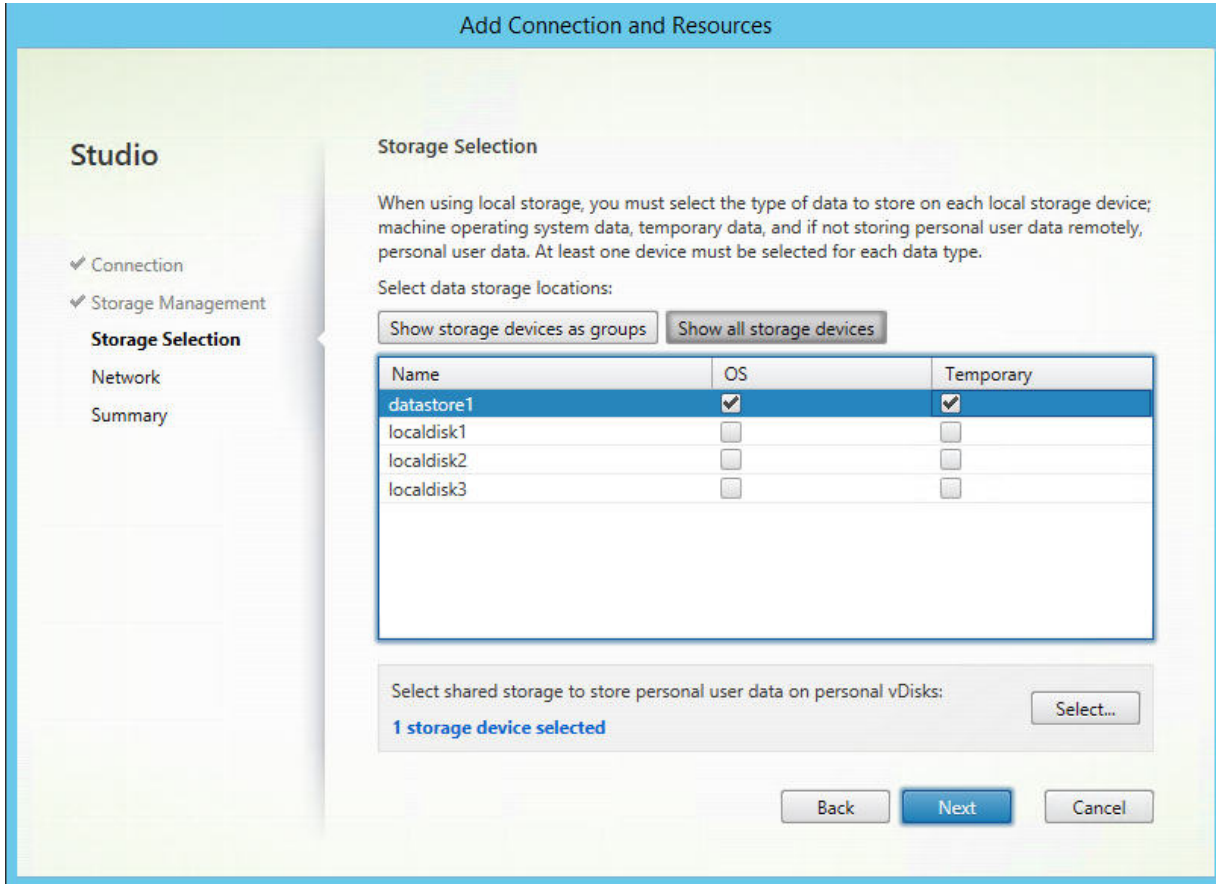 Add Connection and Resources
Studio
Connection
Storage Management
Storage Selection
Network
Summary
Storage Selection
When using local storage, you must select the type of data to store on each local storage device;
machine operating system data, temporary data, and if not storing personal user data remotely,
personal user data. At least one device must be selected for each data type.
Select data storage locations:
Show storage devices as groups Show all storage devices
Name OS Temporary
datastore1
localdisk1
localdisk2
localdisk3
Select shared storage to store personal user data on personal vDisks:
Select...
1 storage device selected
Back Next Cancel